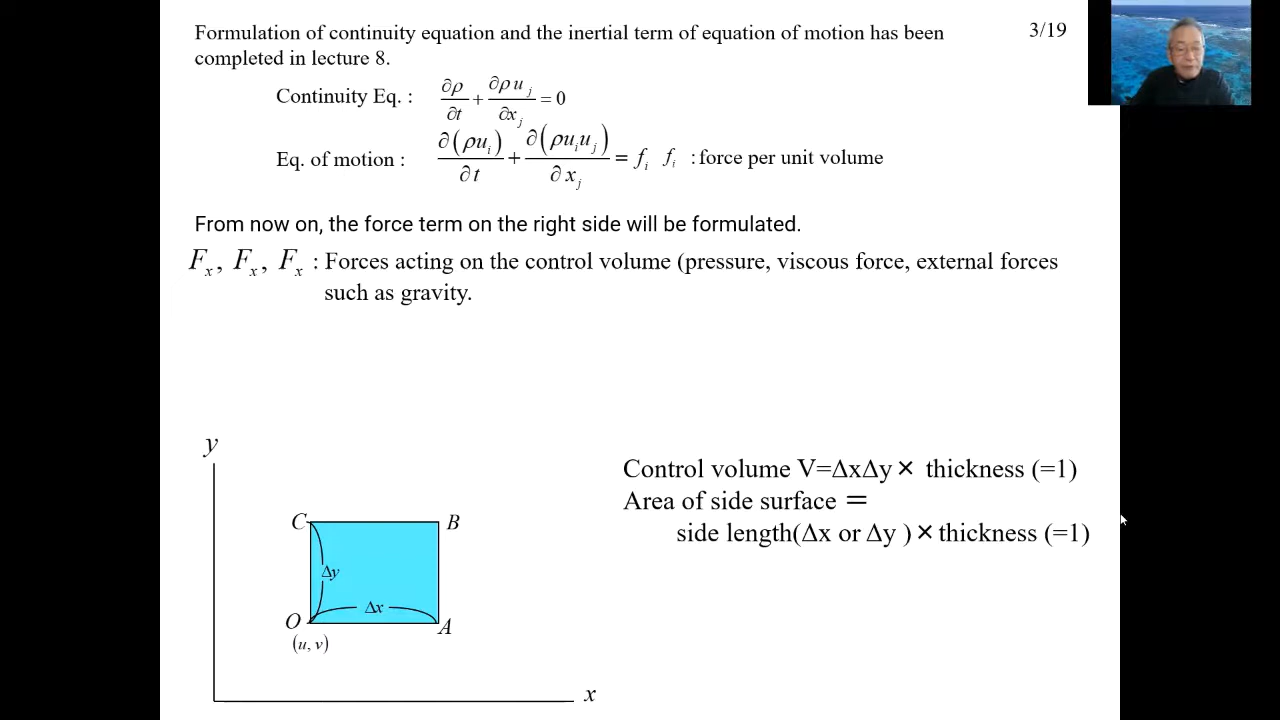 Formulation of continuity equation and the inertial term of equation of motion has been
3/19
completed in lecture 8.
Continuity Eq. : ∂ρ/∂t + ∂ρu_j/∂x_j = 0
Eq. of motion : ∂(ρu_i)/∂t + ∂(ρu_iu_j)/∂x_j = f_i f_i : force per unit volume
From now on, the force term on the right side will be formulated.
F_x, F_x, F_x : Forces acting on the control volume (pressure, viscous force, external forces
such as gravity.
y
Control volume V=ΔxΔy× thickness (=1)
Area of side surface =
side length(Δx or Δy )×thickness (=1)
C
B
Δy
Δx
O
A
(u, v)
x